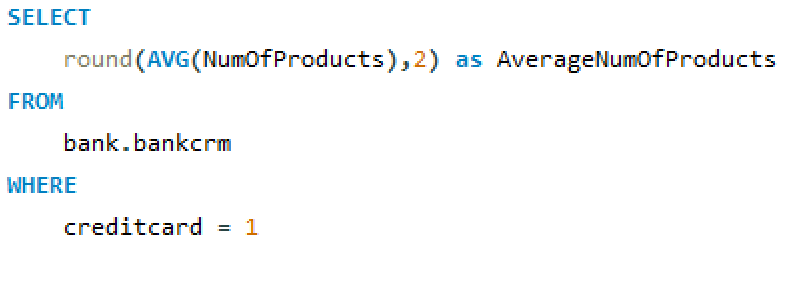 SELECT
round(AVG(NumOfProducts),2) as AverageNumOfProducts
FROM
bank.bankcrm
WHERE
creditcard = 1